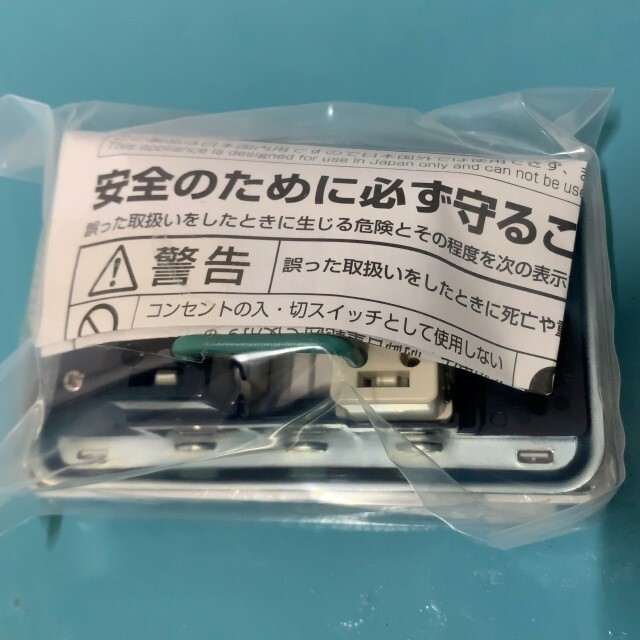 This appliance is designed for use in Japan only and can not be use
安全のために必ず守るこ
誤った取扱いをしたときに生じる危険とその程度を次の表示
警告
誤った取扱いをしたときに死亡や
コンセントの入・切スイッチとして使用しない